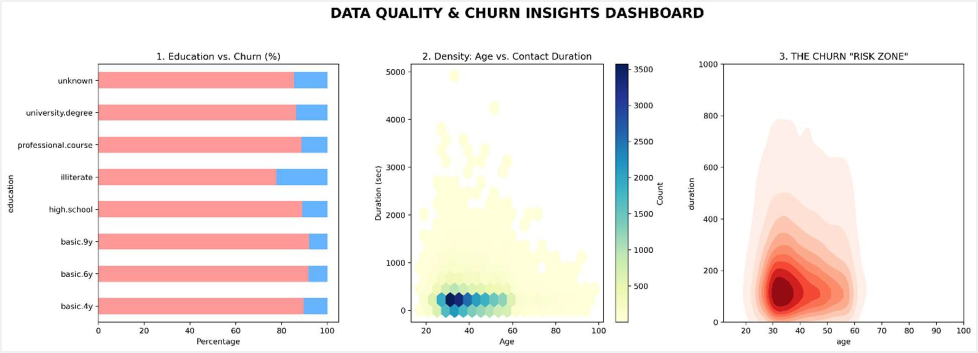 DATA QUALITY & CHURN INSIGHTS DASHBOARD
1. Education vs. Churn (%)
education
unknown
university.degree
professional.course
illiterate
high.school
basic.9y
basic.6y
basic.4y
0 20 40 60 80 100
Percentage
2. Density: Age vs. Contact Duration
Duration (sec)
5000
4000
3000
2000
1000
0
20 40 60 80 100
Age
3500
3000
2500
2000
1500
1000
500
Count
3. THE CHURN "RISK ZONE"
duration
1000
800
600
400
200
0
20 30 40 50 60 70 80 90 100
age